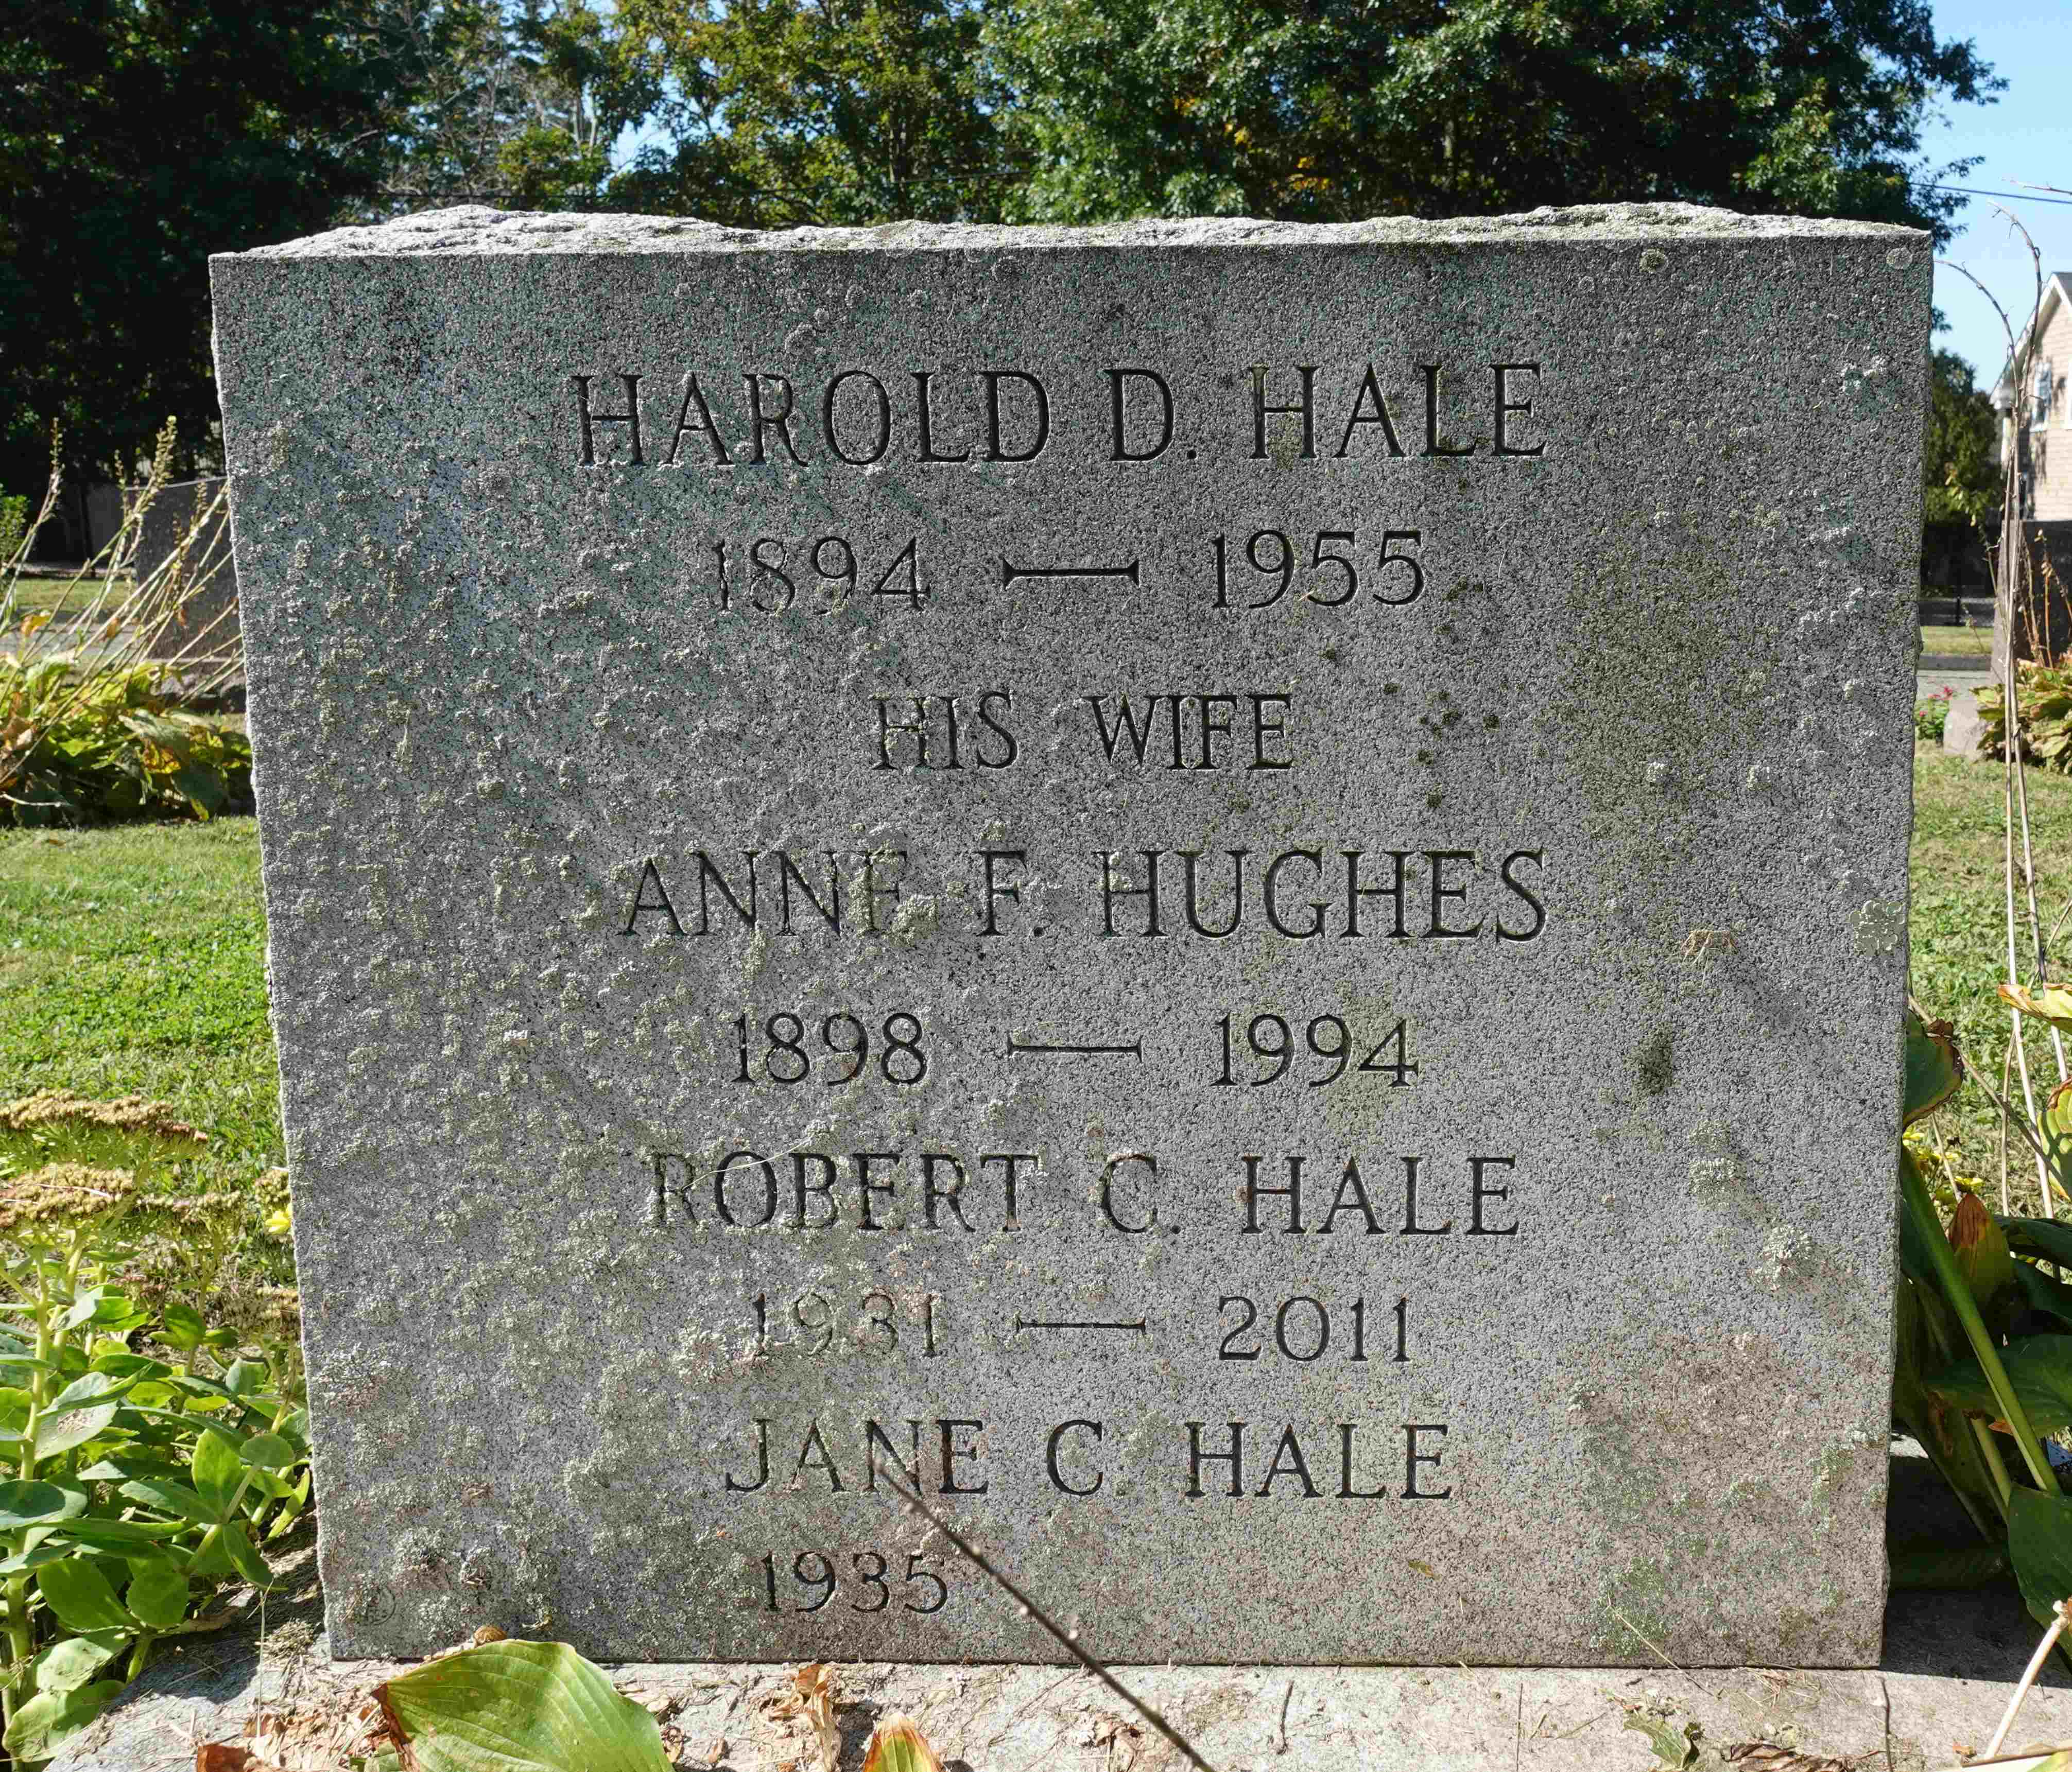 HAROLD D. HALE
1894 — 1955
HIS WIFE
ANNE F. HUGHES
1898 — 1994
ROBERT C. HALE
1931 — 2011
JANE C. HALE
1935